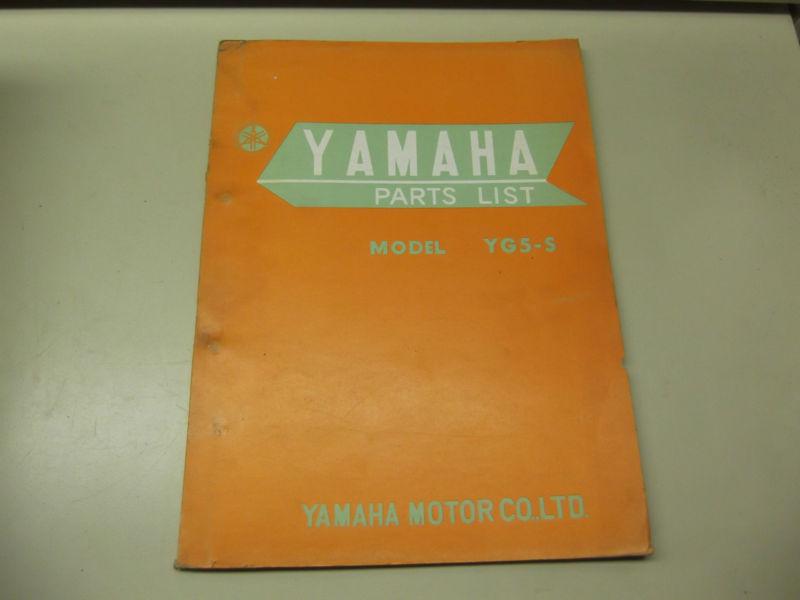 YAMAHA
PARTS LIST
MODEL YG5-S
YAMAHA MOTOR CO.,LTD.